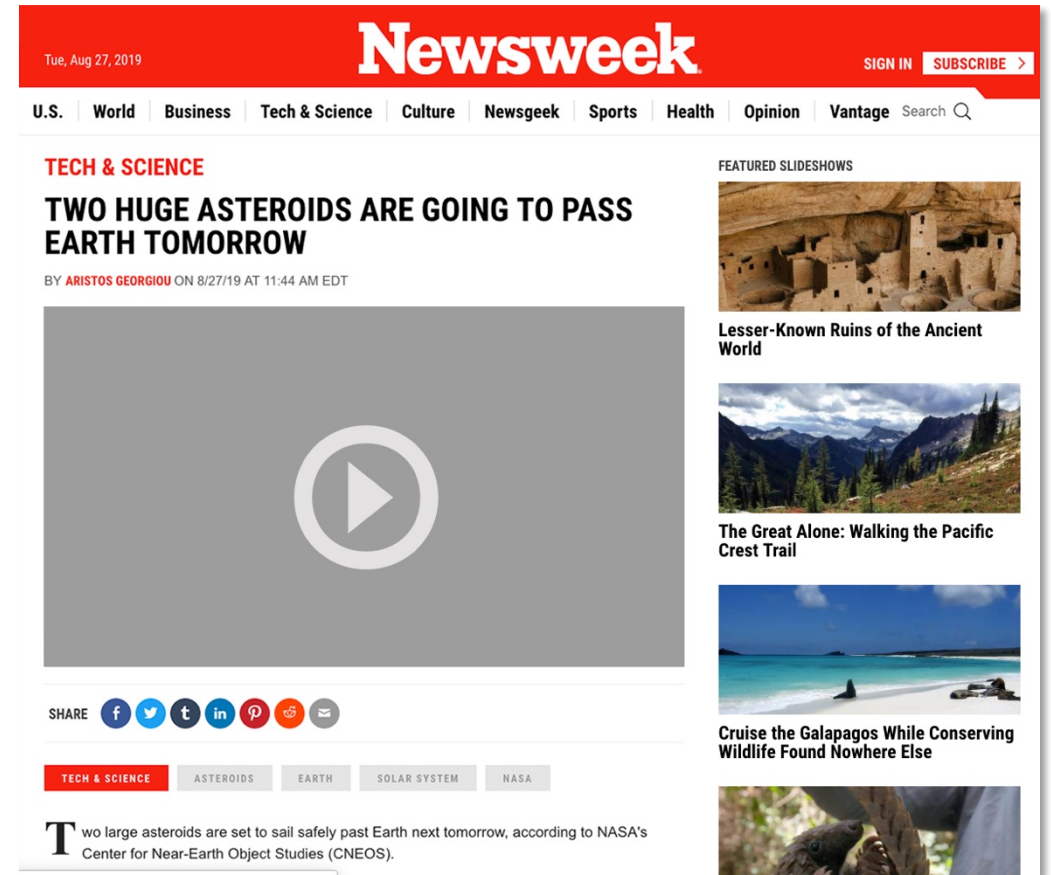 Tue, Aug 27, 2019
Newsweek
SIGN IN
SUBSCRIBE >
U.S. World Business Tech & Science Culture Newsgeek Sports Health Opinion Vantage Search
TECH & SCIENCE
TWO HUGE ASTEROIDS ARE GOING TO PASS
EARTH TOMORROW
BY ARISTOS GEORGIOU ON 8/27/19 AT 11:44 AM EDT
SHARE
TECH & SCIENCE ASTEROIDS EARTH SOLAR SYSTEM NASA
Two large asteroids are set to sail safely past Earth next tomorrow, according to NASA's
Center for Near-Earth Object Studies (CNEOS).
FEATURED SLIDESHOWS
Lesser-Known Ruins of the Ancient
World
The Great Alone: Walking the Pacific
Crest Trail
Cruise the Galapagos While Conserving
Wildlife Found Nowhere Else